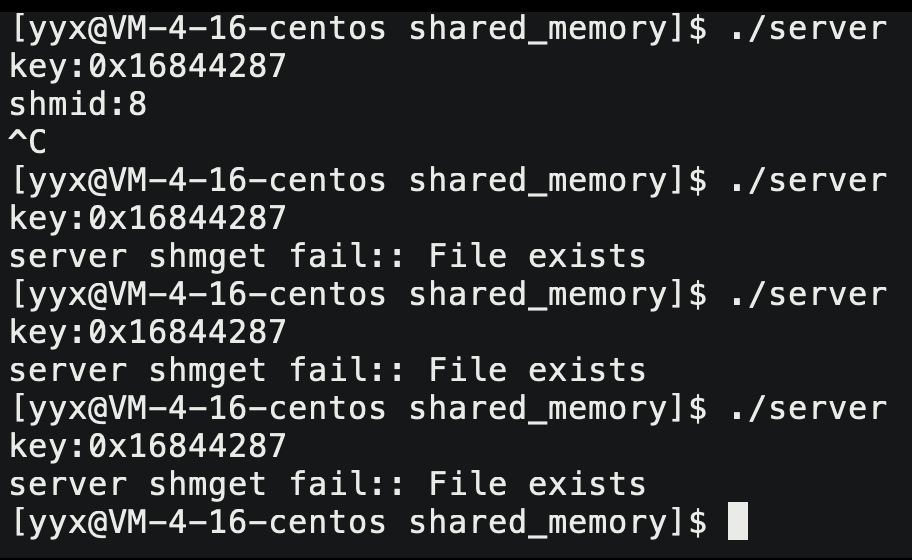 [yyx@VM-4-16-centos shared_memory]$ ./server
key:0x16844287
shmid:8
^C
[yyx@VM-4-16-centos shared_memory]$ ./server
key:0x16844287
server shmget fail:: File exists
[yyx@VM-4-16-centos shared_memory]$ ./server
key:0x16844287
server shmget fail:: File exists
[yyx@VM-4-16-centos shared_memory]$ ./server
key:0x16844287
server shmget fail:: File exists
[yyx@VM-4-16-centos shared_memory]$